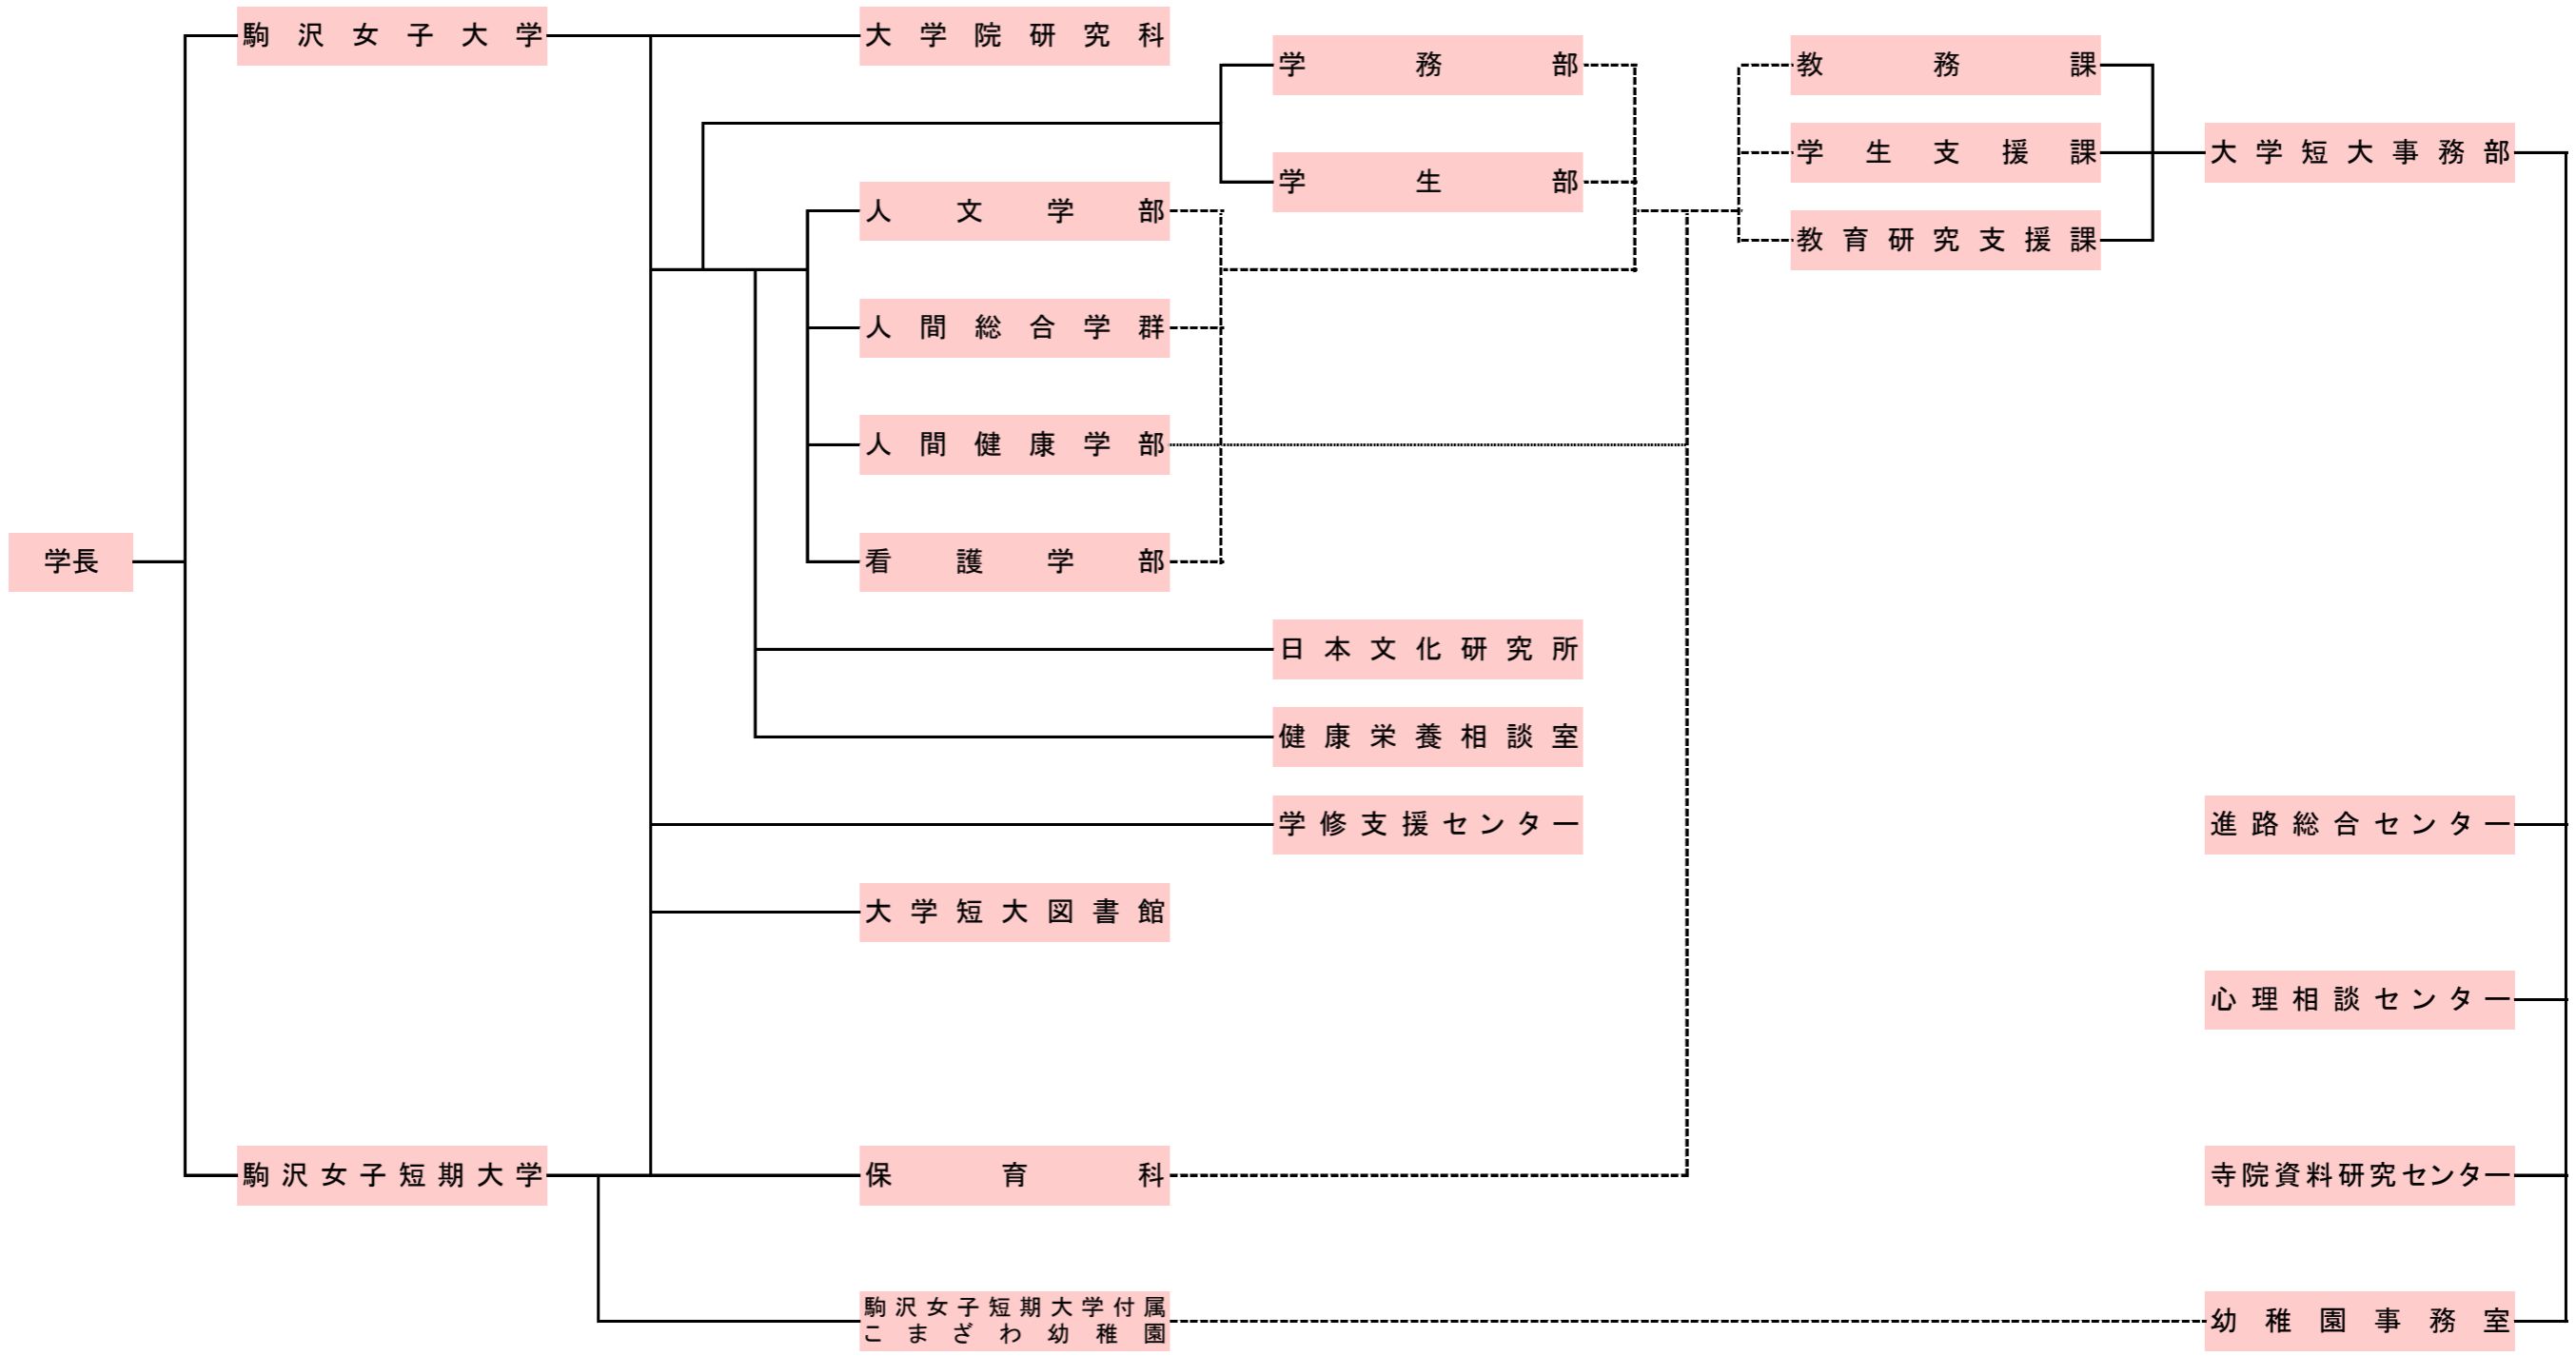 駒沢女子大学
大学院研究科
学務部
教務課
学生支援課
大学短大事務部
学生部
人文学部
教育研究支援課
人間総合学群
人間健康学部
学長
看護学部
日本文化研究所
健康栄養相談室
学修支援センター
進路総合センター
大学短大図書館
心理相談センター
駒沢女子短期大学
保育科
寺院資料研究センター
駒沢女子短期大学付属
こまざわ幼稚園
幼稚園事務室